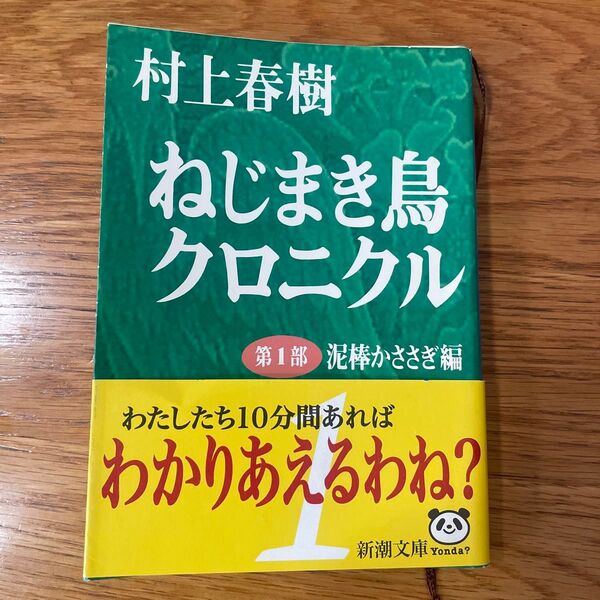 村上春樹
ねじまき鳥
クロニクル
第1部 泥棒かささぎ編
わたしたち10分間あれば
わかりあえるわね?
1
新潮文庫
Yonda?